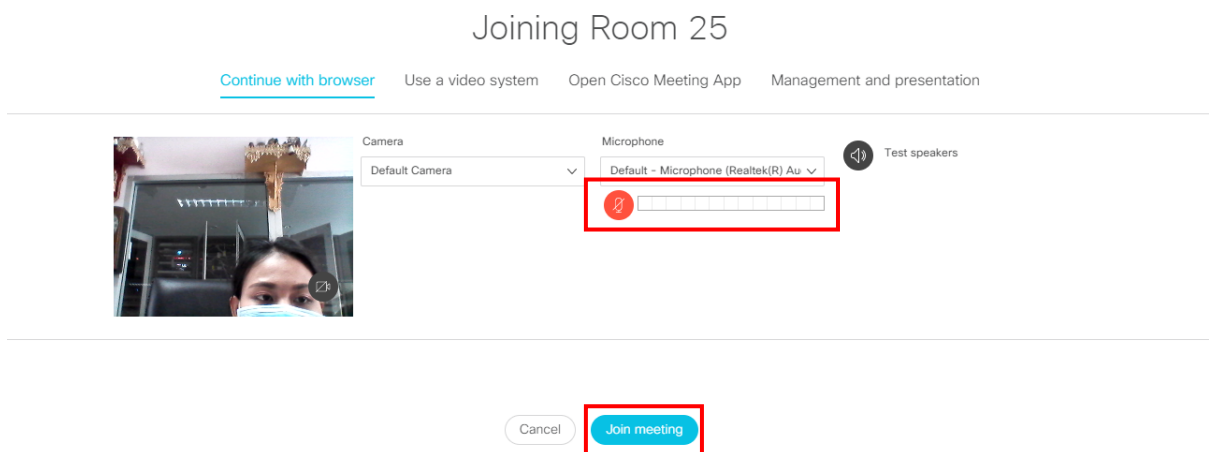 Joining Room 25
Continue with browser Use a video system Open Cisco Meeting App Management and presentation
Camera Microphone
Default Camera Default - Microphone (Realtek(R) Au Test speakers
Cancel Join meeting